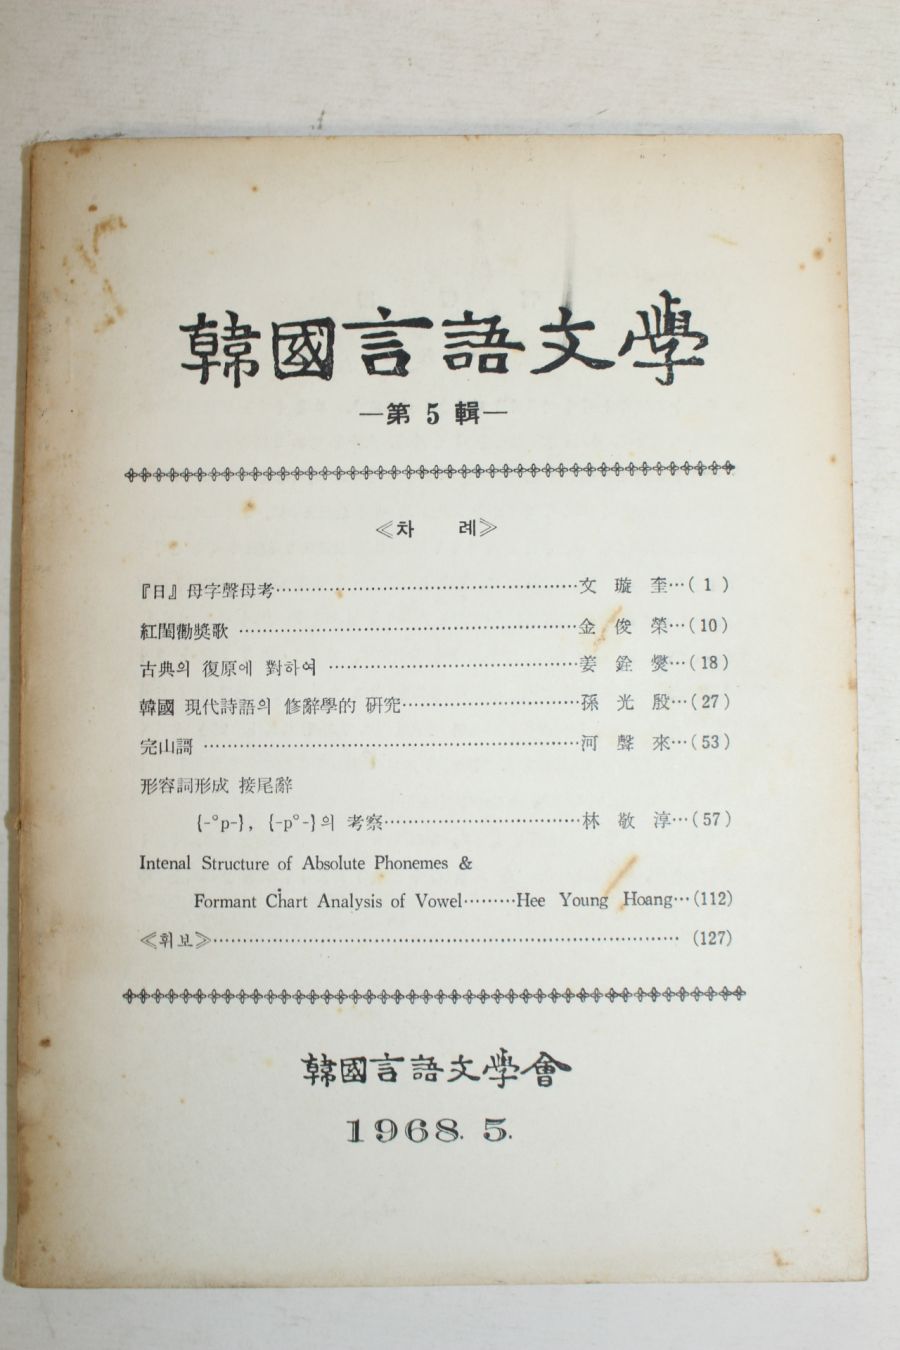 韓國言語文學
—第 5 輯—
≪차 례≫
『日』母字聲母考……………………………………………文 璇 奎…( 1 )
紅閨勸奬歌 …………………………………………………金 俊 榮…(10)
古典의 復原에 對하여 ……………………………………姜 銓 爕…(18)
韓國 現代詩語의 修辭學的 硏究…………………………孫 光 殷…(27)
完山謌 ………………………………………………………河 聲 來…(53)
形容詞形成 接尾辭
{-°p-}, {-p°-}의 考察……………………………林 敬 淳…(57)
Intenal Structure of Absolute Phonemes &
Formant Chart Analysis of Vowel………Hee Young Hoang…(112)
≪휘보≫…………………………………………………………………… (127)
韓國言語文學會
1968. 5.